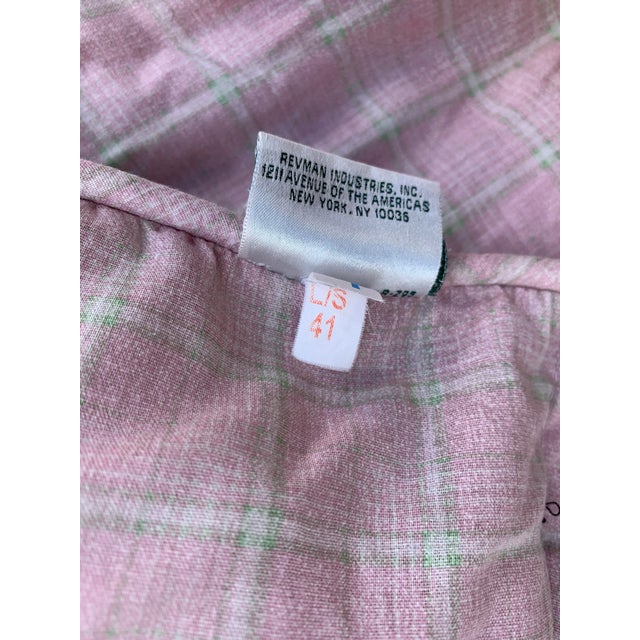 REVMAN INDUSTRIES, INC.
1211 AVENUE OF THE AMERICAS
NEW YORK, NY 10036
L/S
41